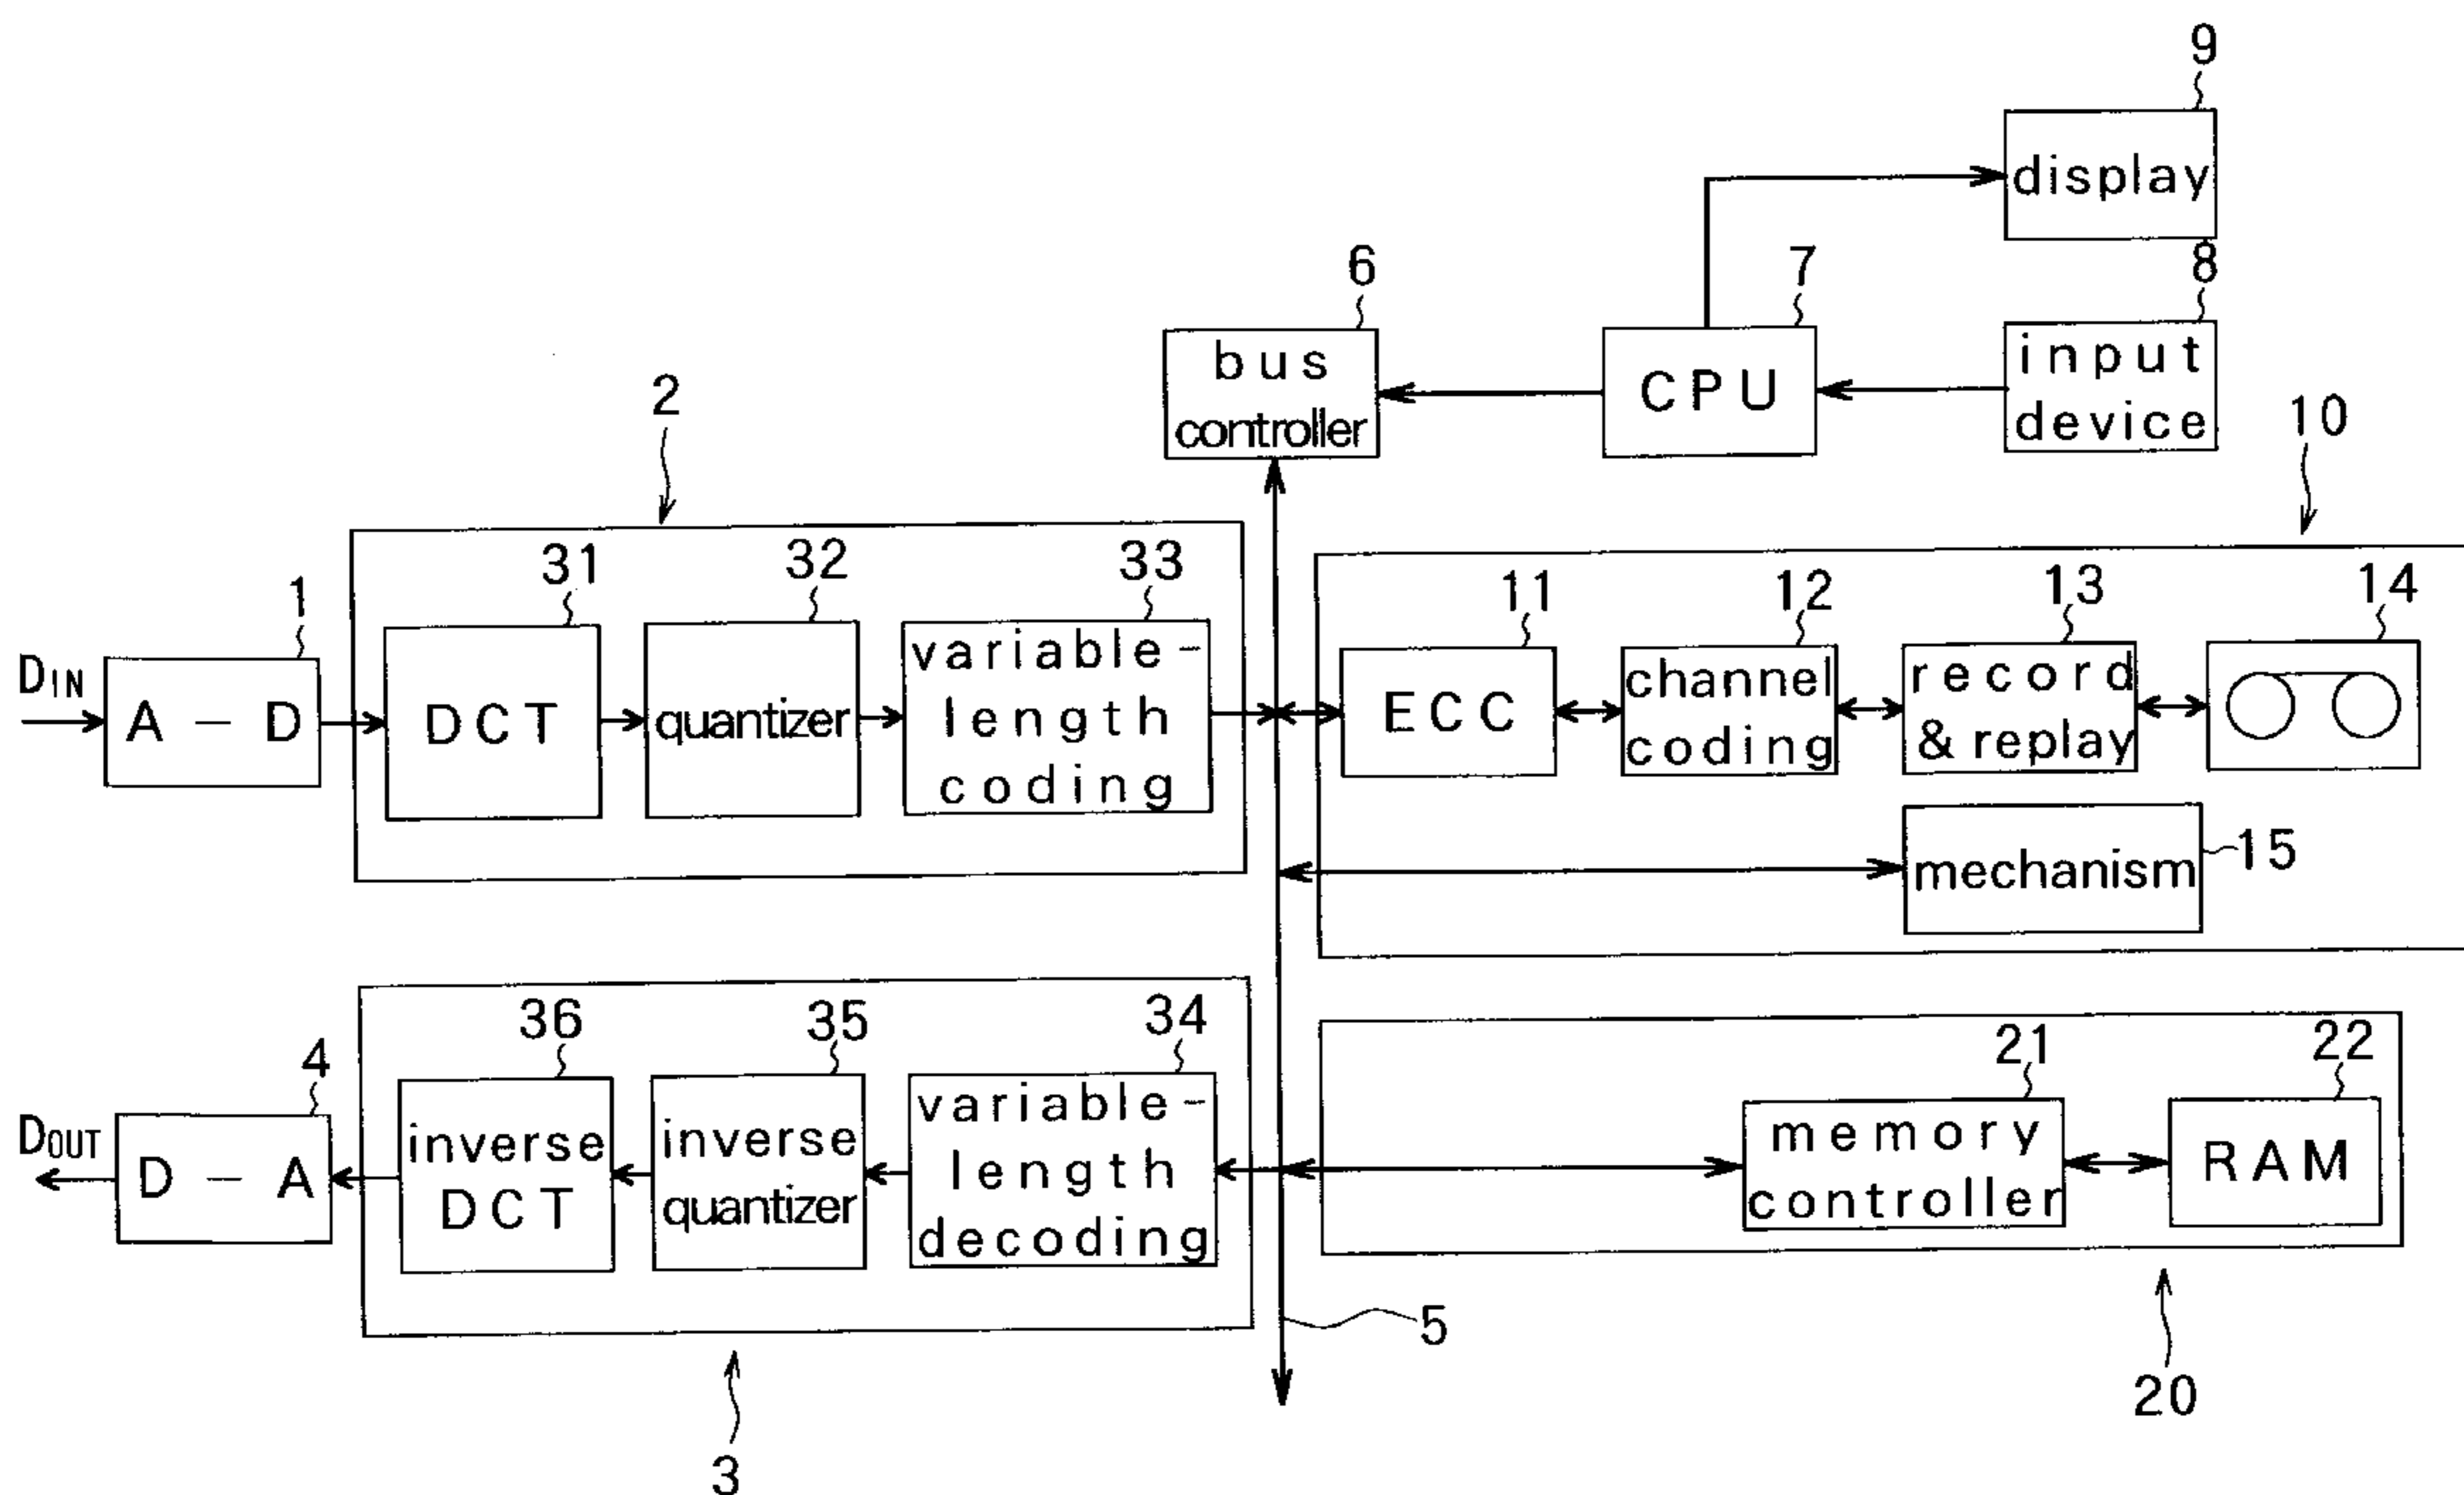 9
display
6
7
8
bus
controller
CPU
input
device
2
10
31
32
33
1
11
12
13
14
DIN
A - D
DCT
quantizer
variable-
length
coding
ECC
channel
coding
record
& replay
mechanism
15
36
35
34
4
21
22
DOUT
D - A
inverse
DCT
inverse
quantizer
variable-
length
decoding
memory
controller
RAM
5
20
3